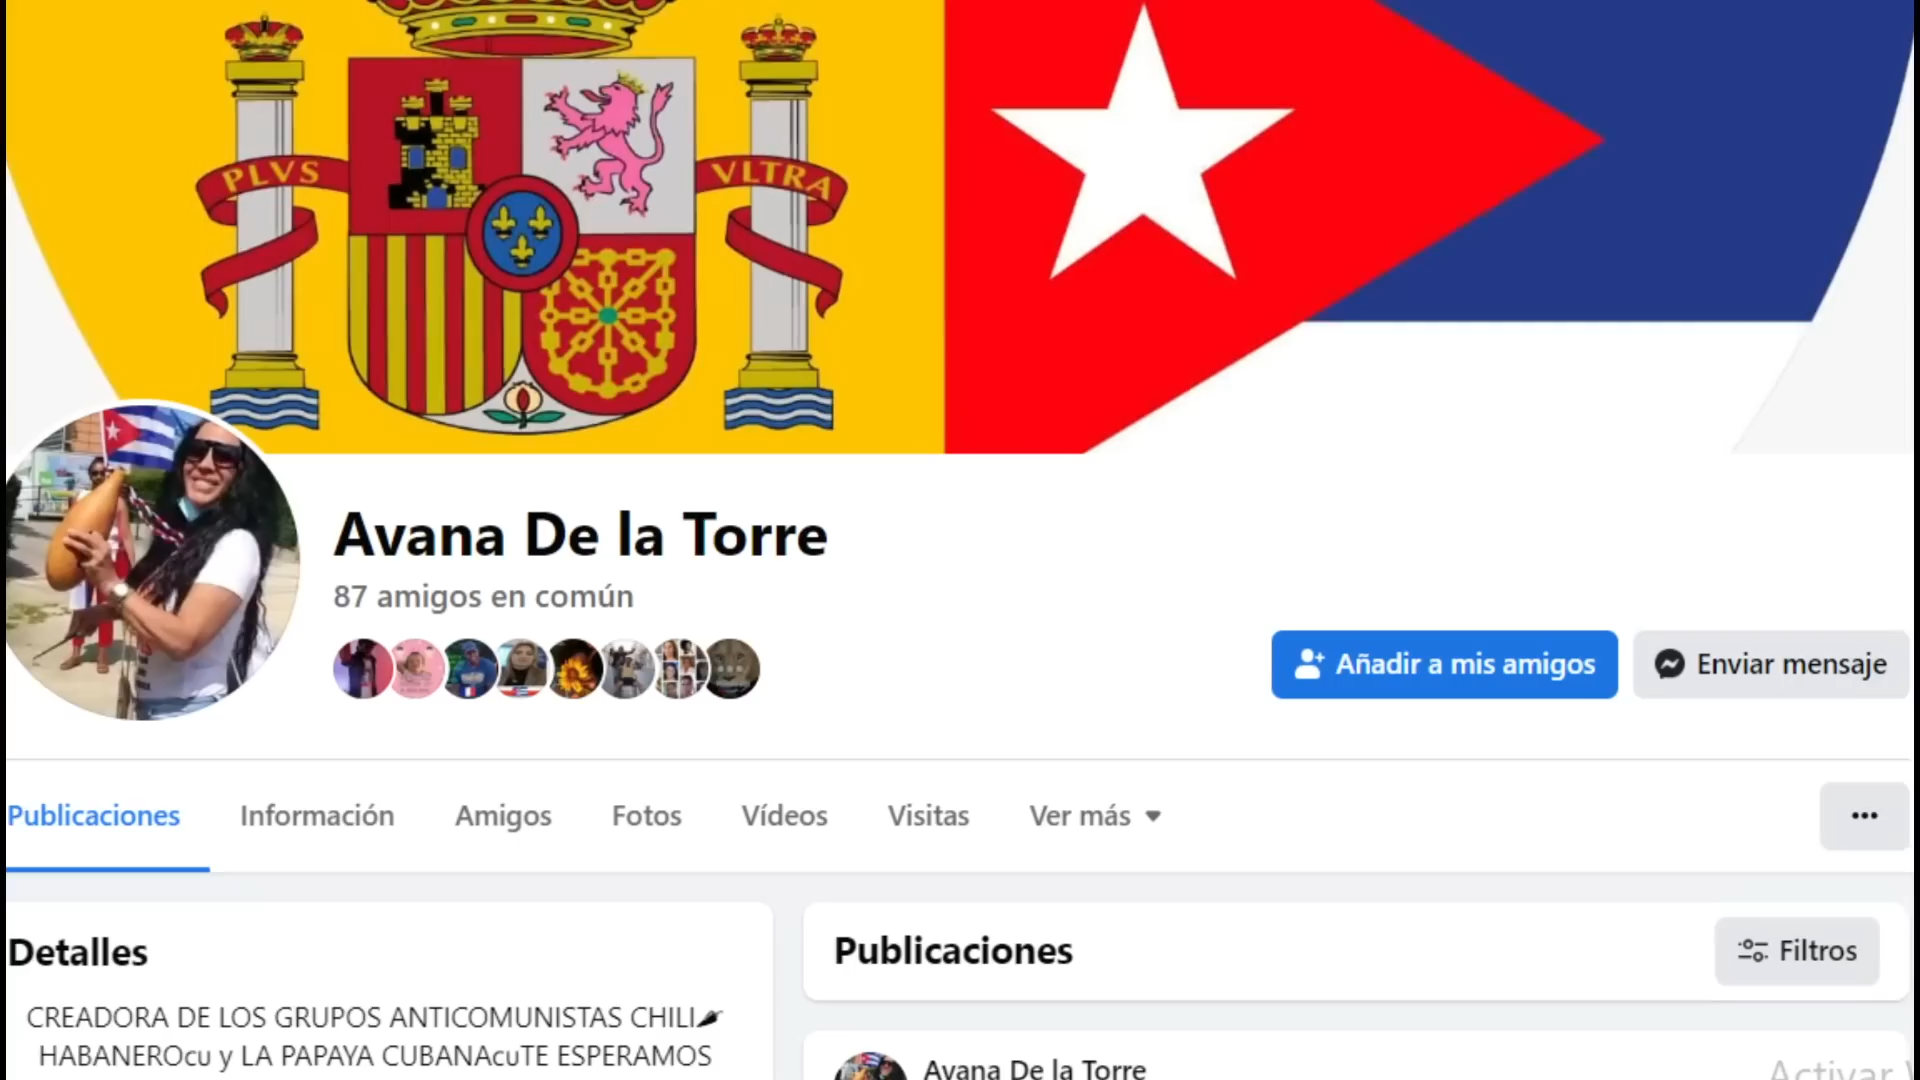 PLVS
VLTRA
Avana De la Torre
87 amigos en común
Añadir a mis amigos
Enviar mensaje
Publicaciones
Información
Amigos
Fotos
Vídeos
Visitas
Ver más
Detalles
CREADORA DE LOS GRUPOS ANTICOMUNISTAS CHILI🌶
HABANEROcu y LA PAPAYA CUBANAcuTE ESPERAMOS
Publicaciones
Filtros
Avana De la Torre
Activar